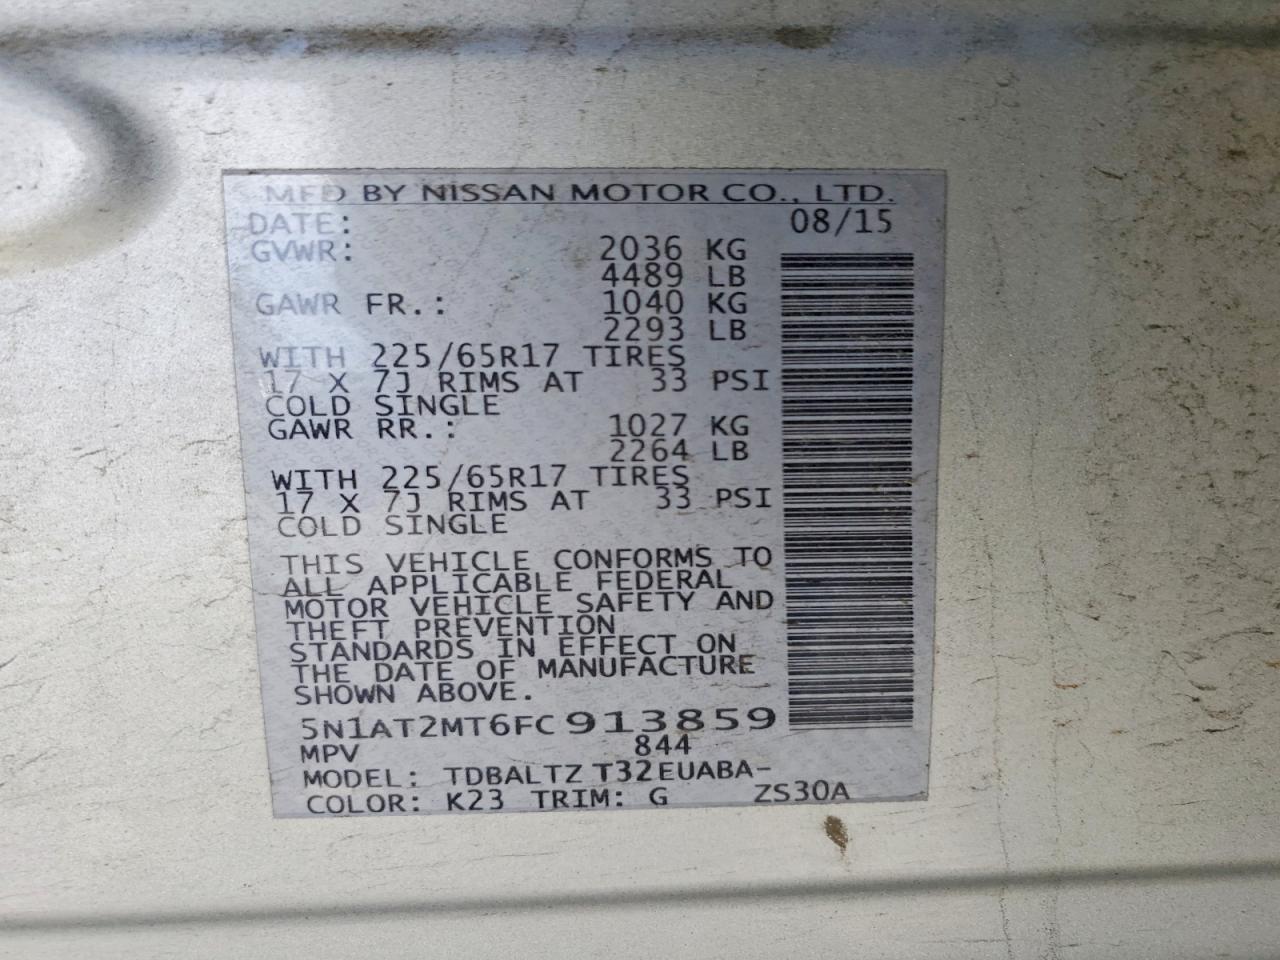 MFD BY NISSAN MOTOR CO., LTD.
DATE: 08/15
GVWR: 2036 KG
4489 LB
GAWR FR.: 1040 KG
2293 LB
WITH 225/65R17 TIRES
17 X 7J RIMS AT 33 PSI
COLD SINGLE
GAWR RR.: 1027 KG
2264 LB
WITH 225/65R17 TIRES
17 X 7J RIMS AT 33 PSI
COLD SINGLE
THIS VEHICLE CONFORMS TO
ALL APPLICABLE FEDERAL
MOTOR VEHICLE SAFETY AND
THEFT PREVENTION
STANDARDS IN EFFECT ON
THE DATE OF MANUFACTURE
SHOWN ABOVE.
5N1AT2MT6FC913859
MPV 844
MODEL: TDBALTZ T32EUABA-
COLOR: K23 TRIM: G ZS30A